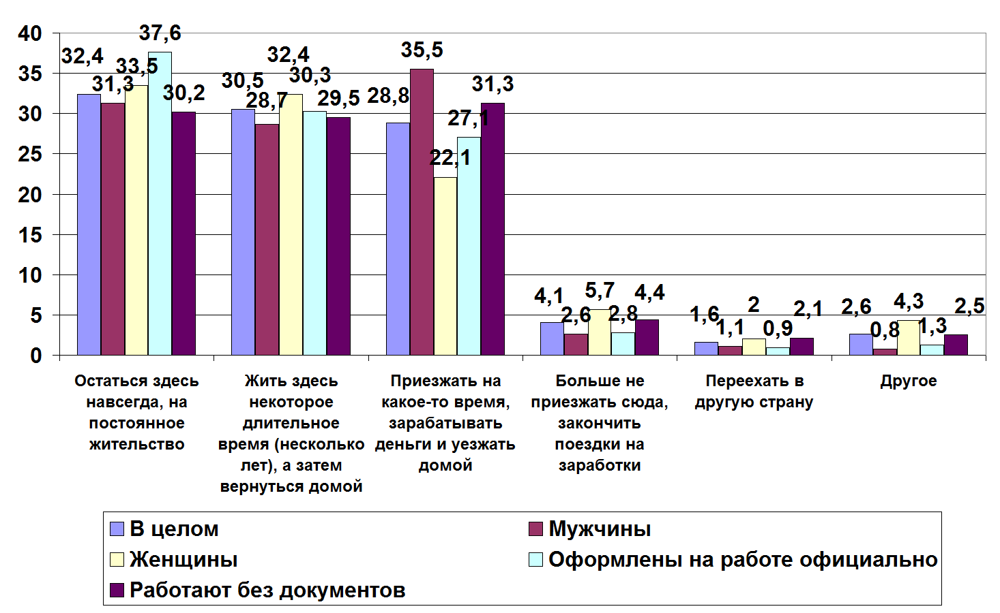 40
35
30
25
20
15
10
5
0
32,4
31,3
33,5
37,6
30,2
30,5
28,7
32,4
30,3
29,5
28,8
35,5
22,1
27,1
31,3
4,1
2,6
5,7
2,8
4,4
1,6
1,1
2
0,9
2,1
2,6
0,8
4,3
1,3
2,5
Остаться здесь
навсегда, на
постоянное
жительство
Жить здесь
некоторое
длительное
время (несколько
лет), а затем
вернуться домой
Приезжать на
какое-то время,
зарабатывать
деньги и уезжать
домой
Больше не
приезжать сюда,
закончить
поездки на
заработки
Переехать в
другую страну
Другое
В целом
Мужчины
Женщины
Оформлены на работе официально
Работают без документов